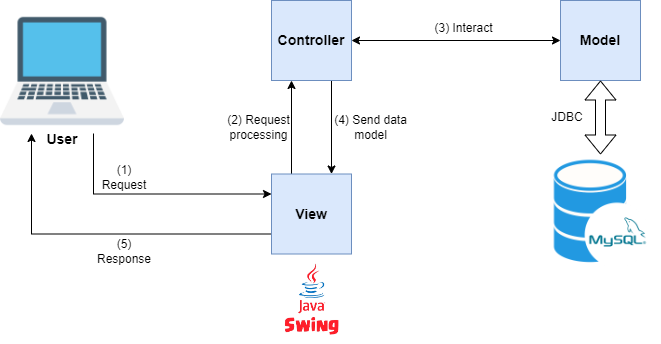 Controller
(3) Interact
Model
User
(2) Request
processing
(4) Send data
model
JDBC
(1)
Request
View
(5)
Response
MySQL
Java
Swing